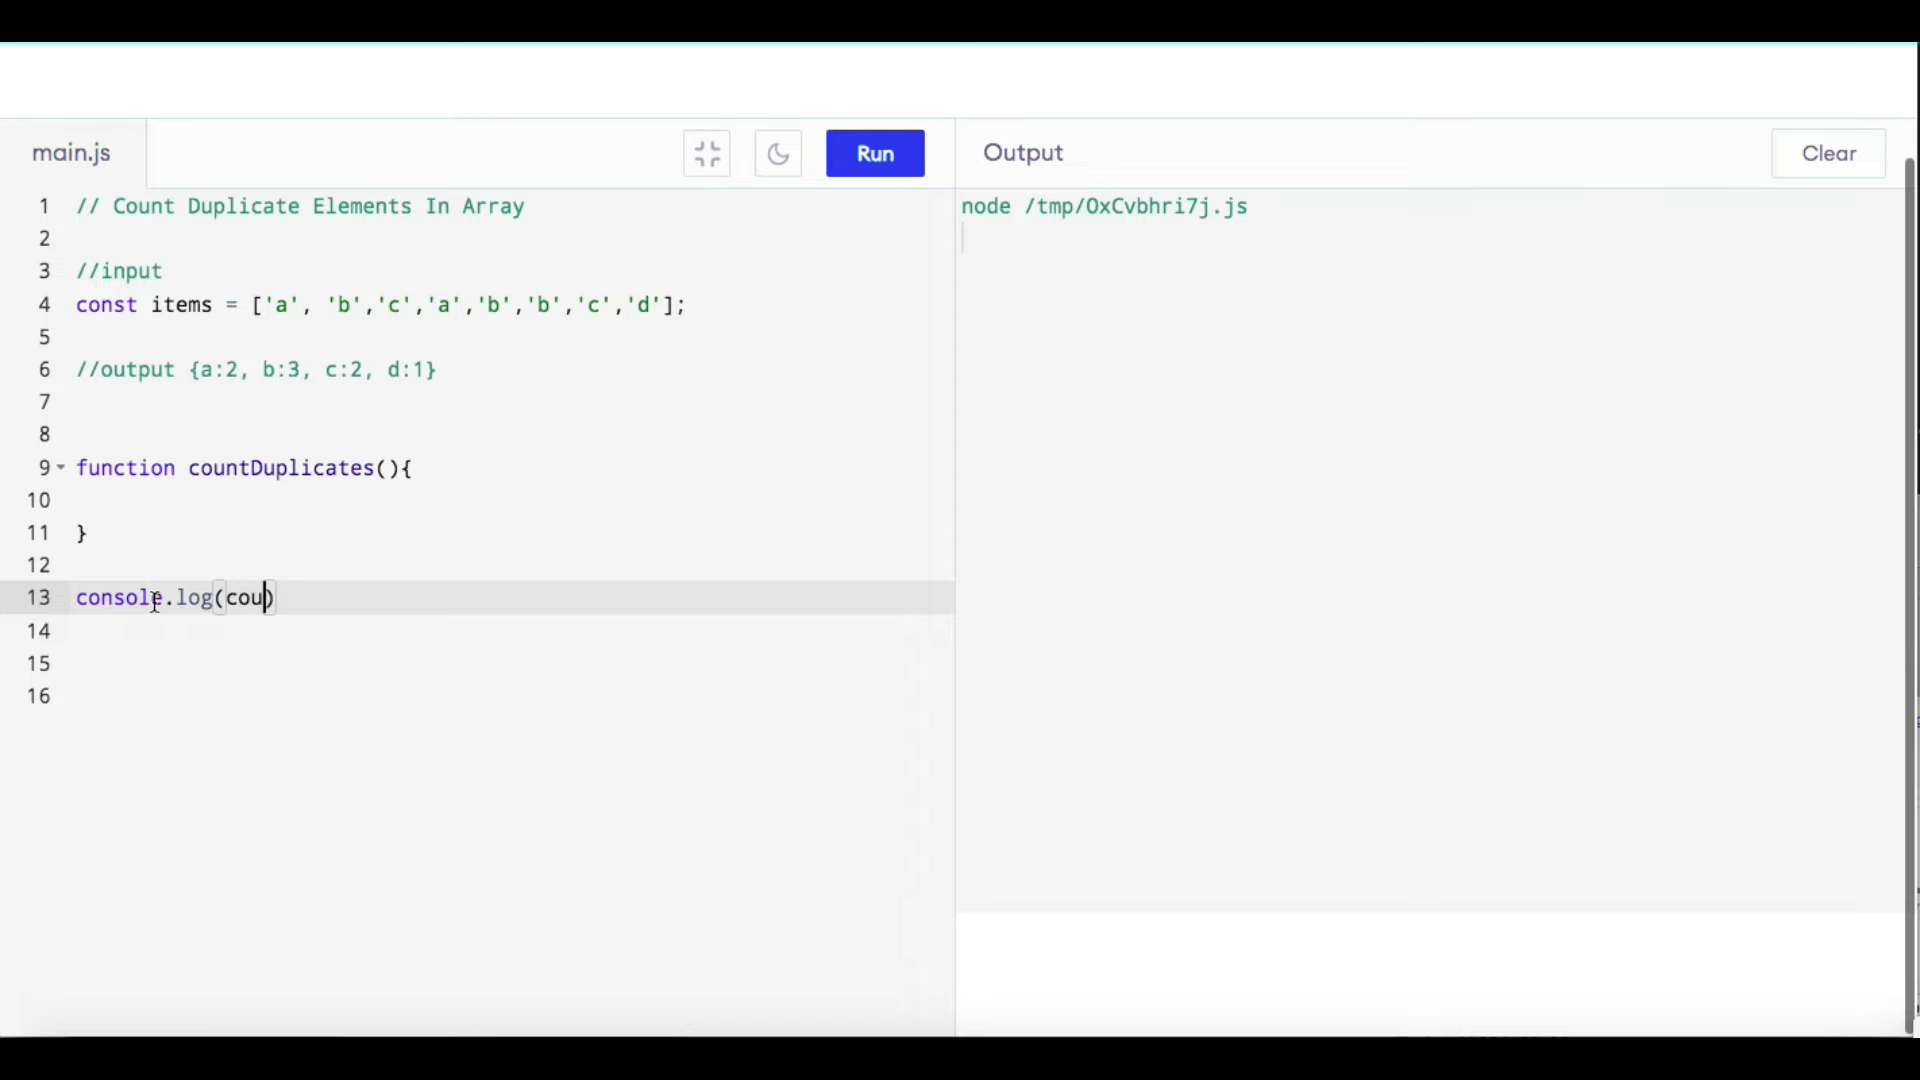 main.js
Run
Output
Clear
1 // Count Duplicate Elements In Array
2
3 //input
4 const items = ['a', 'b','c','a','b','b','c','d'];
5
6 //output {a:2, b:3, c:2, d:1}
7
8
9 function countDuplicates(){
10
11 }
12
13 console.log(cou)
14
15
16
node /tmp/OxCvbhri7j.js